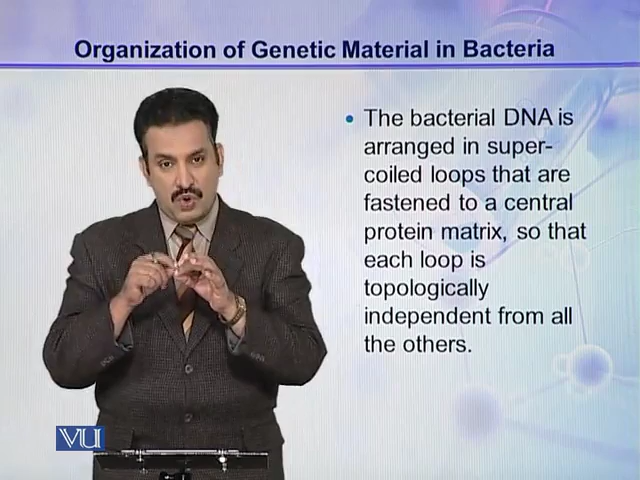 Organization of Genetic Material in Bacteria
• The bacterial DNA is
arranged in super-
coiled loops that are
fastened to a central
protein matrix, so that
each loop is
topologically
independent from all
the others.
VU